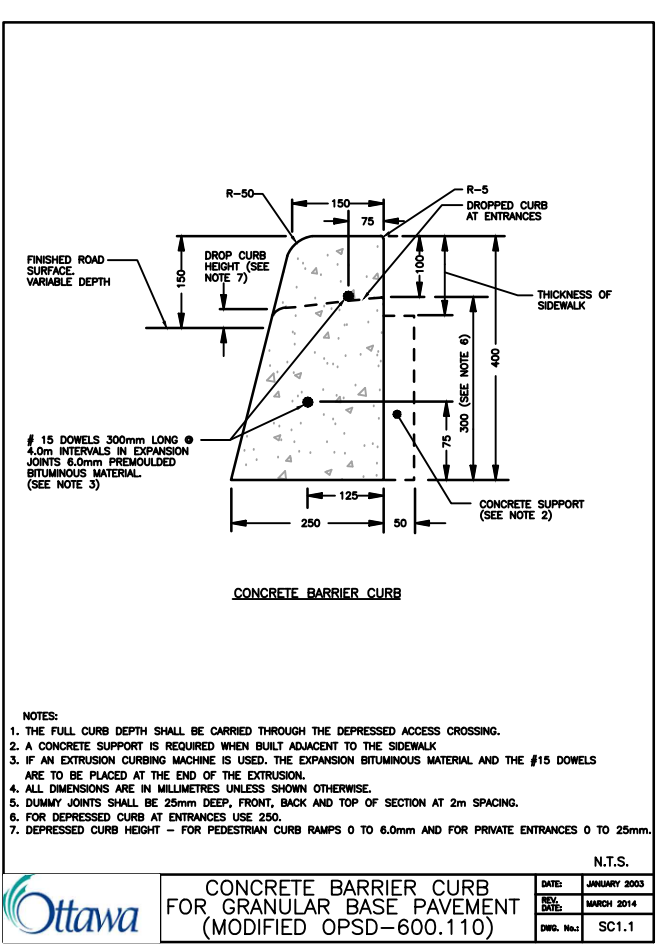 R-50
150
75
R-5
DROPPED CURB
AT ENTRANCES
FINISHED ROAD
SURFACE.
VARIABLE DEPTH
150
DROP CURB
HEIGHT (SEE
NOTE 7)
100
THICKNESS OF
SIDEWALK
400
300 (SEE NOTE 6)
75
# 15 DOWELS 300mm LONG @
4.0m INTERVALS IN EXPANSION
JOINTS 6.0mm PREMOULDED
BITUMINOUS MATERIAL.
(SEE NOTE 3)
125
250
50
CONCRETE SUPPORT
(SEE NOTE 2)
CONCRETE BARRIER CURB
NOTES:
1. THE FULL CURB DEPTH SHALL BE CARRIED THROUGH THE DEPRESSED ACCESS CROSSING.
2. A CONCRETE SUPPORT IS REQUIRED WHEN BUILT ADJACENT TO THE SIDEWALK
3. IF AN EXTRUSION CURBING MACHINE IS USED. THE EXPANSION BITUMINOUS MATERIAL AND THE #15 DOWELS
ARE TO BE PLACED AT THE END OF THE EXTRUSION.
4. ALL DIMENSIONS ARE IN MILLIMETRES UNLESS SHOWN OTHERWISE.
5. DUMMY JOINTS SHALL BE 25mm DEEP, FRONT, BACK AND TOP OF SECTION AT 2m SPACING.
6. FOR DEPRESSED CURB AT ENTRANCES USE 250.
7. DEPRESSED CURB HEIGHT – FOR PEDESTRIAN CURB RAMPS 0 TO 6.0mm AND FOR PRIVATE ENTRANCES 0 TO 25mm.
N.T.S.
Ottawa
CONCRETE BARRIER CURB
FOR GRANULAR BASE PAVEMENT
(MODIFIED OPSD-600.110)
DATE: JANUARY 2003
REV. DATE: MARCH 2014
DWG. No.: SC1.1